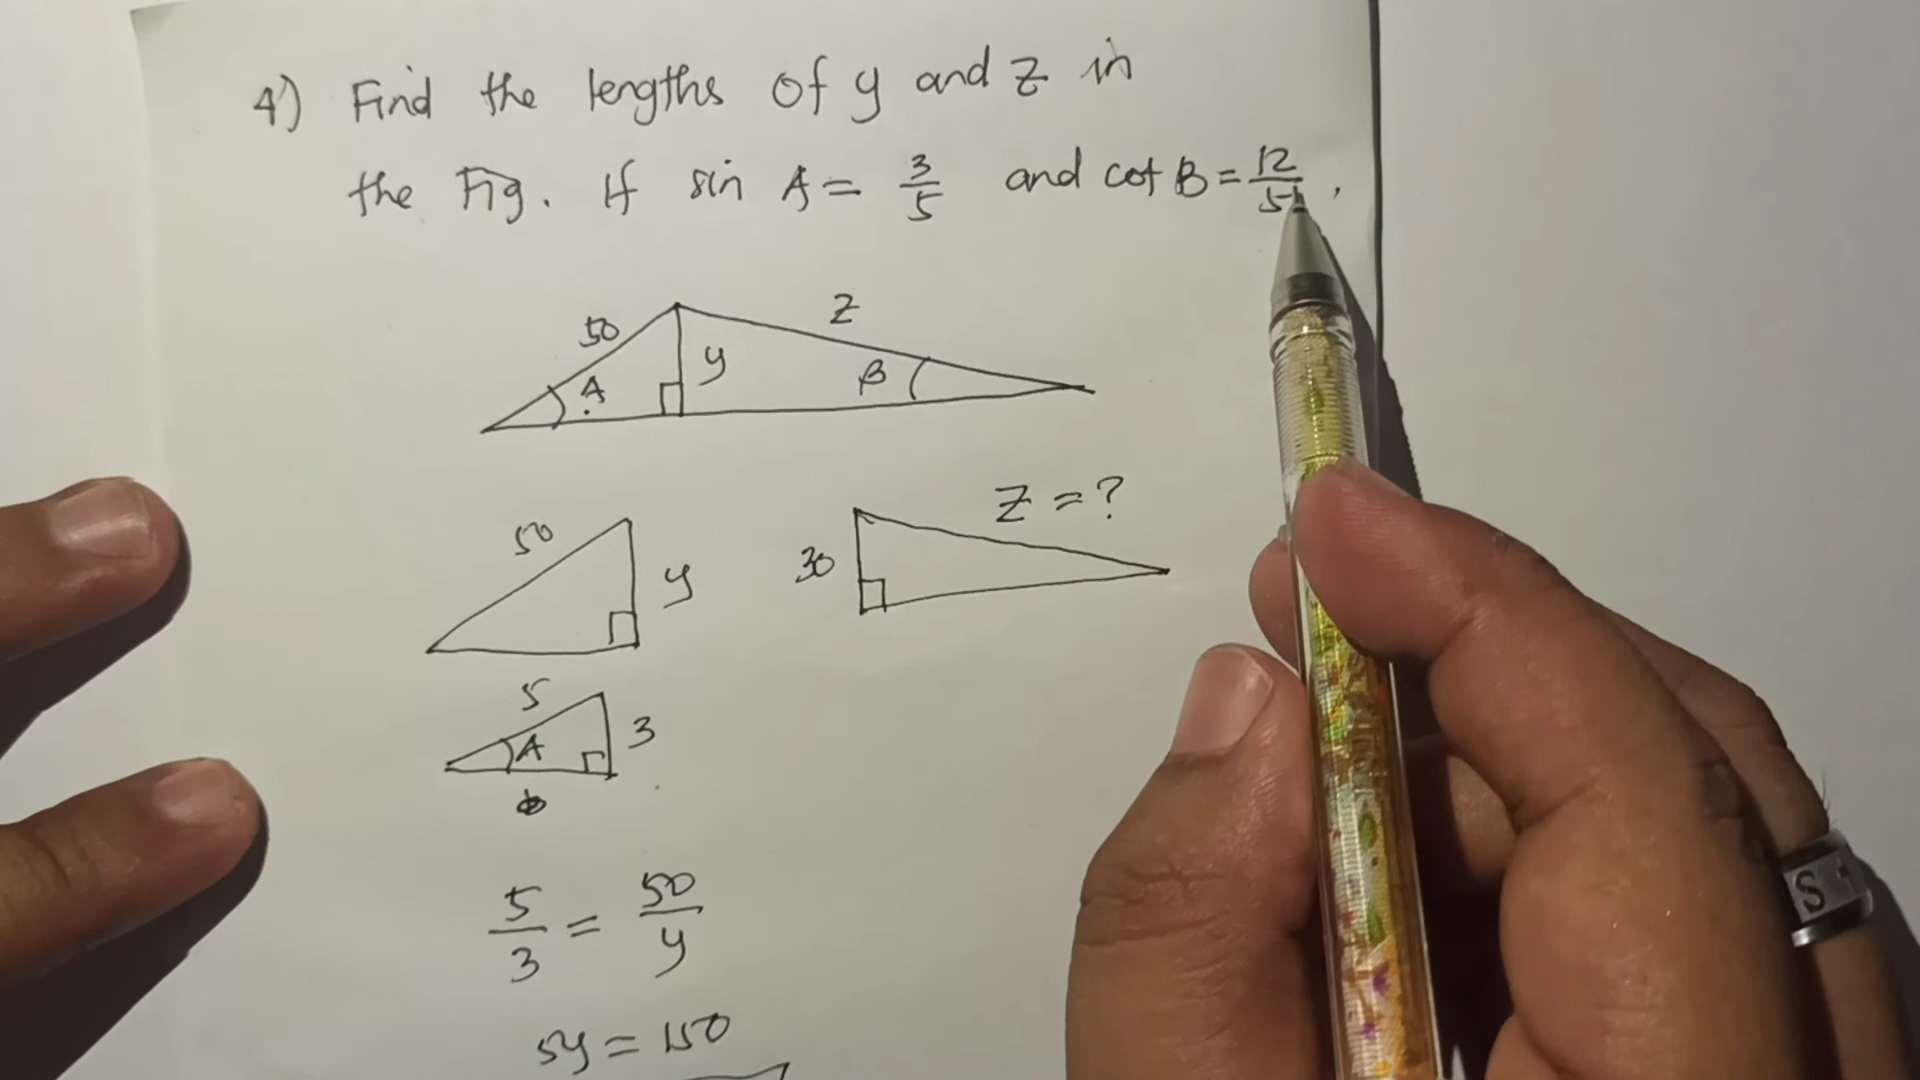 4) Find the lengths of y and z in
the Fig. If sin A = 3/5 and cot B = 12/5,
50
z
A
y
β
50
y
z = ?
30
5
A
3
5/3 = 50/y
5y = 150
S